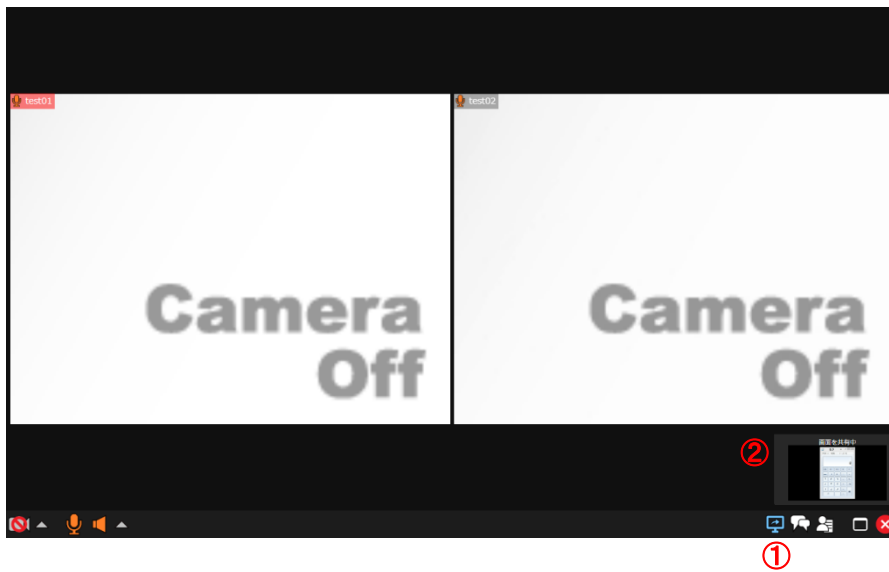 test01
test02
Camera
Off
Camera
Off
②
画面を共有中
①